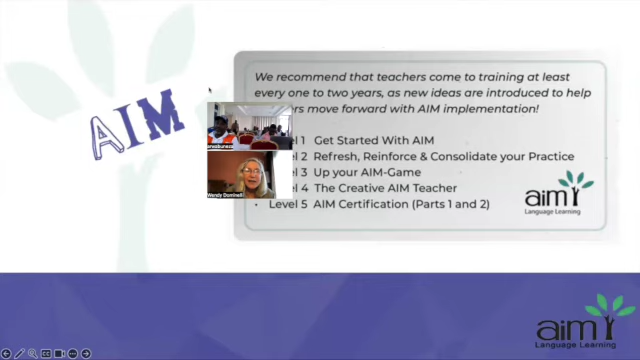 AIM
We recommend that teachers come to training at least
every one to two years, as new ideas are introduced to help
move forward with AIM implementation!
1 Get Started With AIM
2 Refresh, Reinforce & Consolidate your Practice
3 Up your AIM-Game
4 The Creative AIM Teacher
• Level 5 AIM Certification (Parts 1 and 2)
aim
Language Learning
Wendy Dominelli
aim
Language Learning